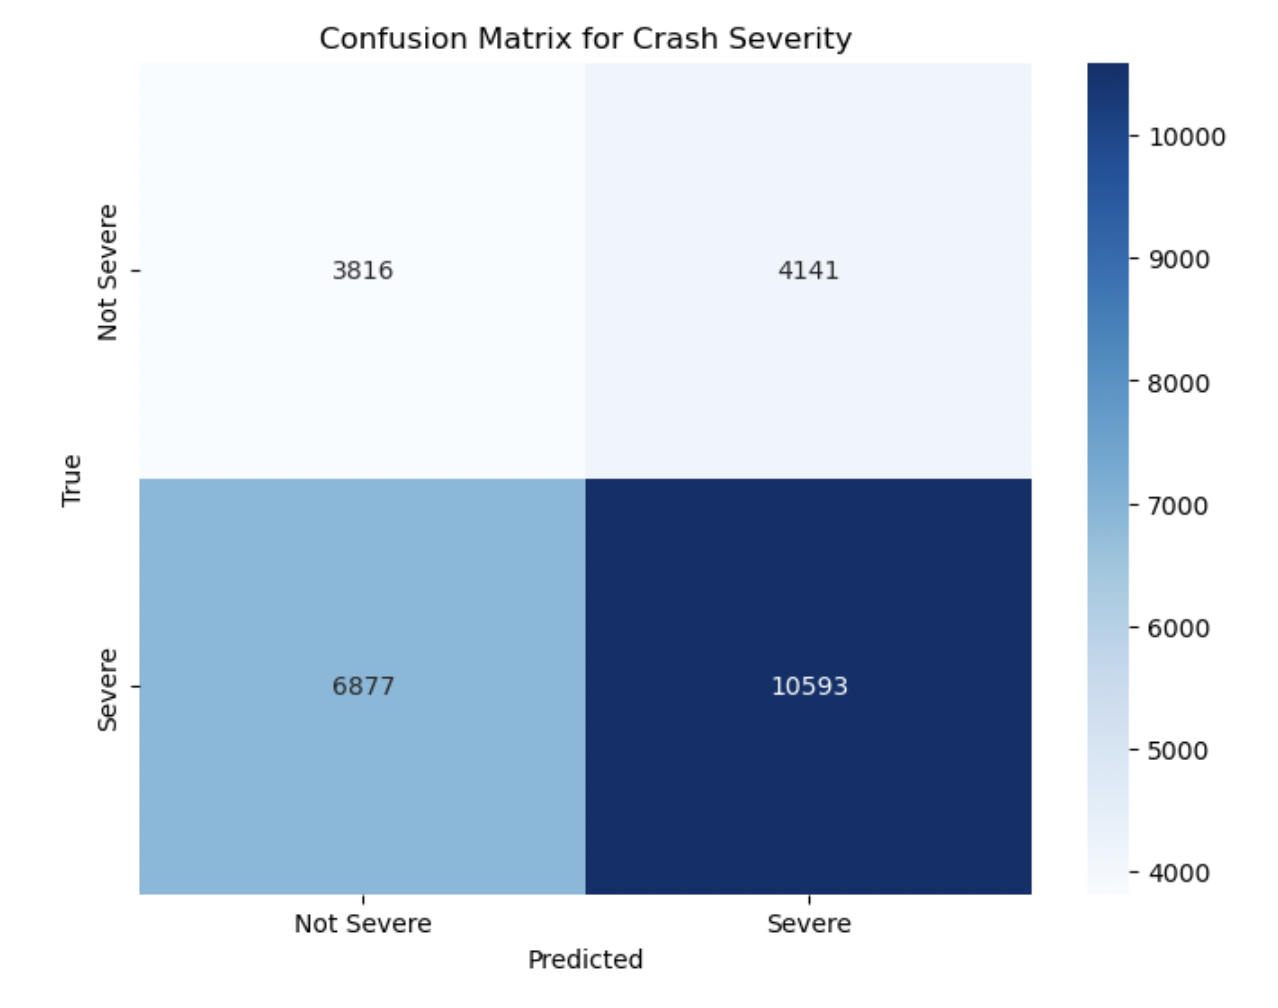 Confusion Matrix for Crash Severity
True
Not Severe
Severe
3816
4141
6877
10593
Not Severe
Severe
Predicted
10000
9000
8000
7000
6000
5000
4000